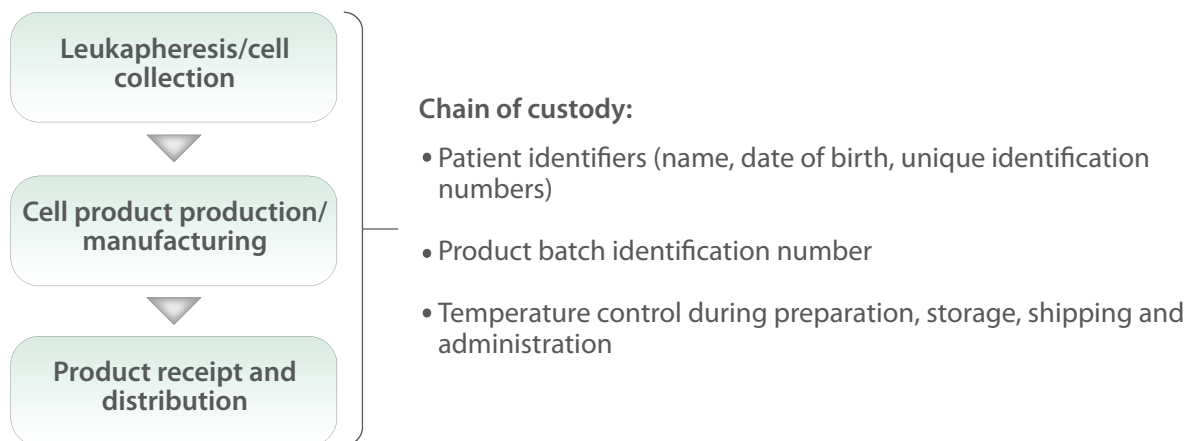 Leukapheresis/cell
collection
Cell product production/
manufacturing
Product receipt and
distribution
Chain of custody:
• Patient identifiers (name, date of birth, unique identification
numbers)
• Product batch identification number
• Temperature control during preparation, storage, shipping and
administration